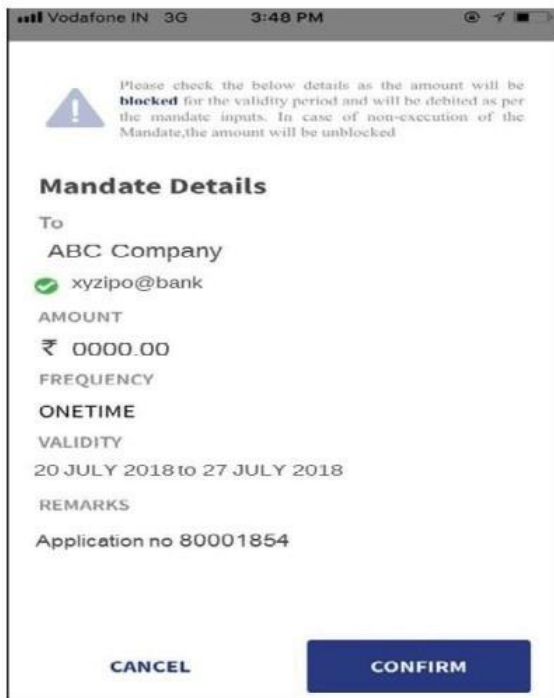 Vodafone IN 3G 3:48 PM
Please check the below details as the amount will be
blocked for the validity period and will be debited as per
the mandate inputs. In case of non-execution of the
Mandate,the amount will be unblocked
Mandate Details
To
ABC Company
xyzipo@bank
AMOUNT
₹ 0000.00
FREQUENCY
ONETIME
VALIDITY
20 JULY 2018 to 27 JULY 2018
REMARKS
Application no 80001854
CANCEL CONFIRM